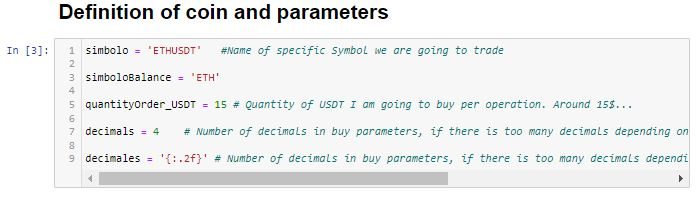 Definition of coin and parameters
In [3]:
1 simbolo = 'ETHUSDT' #Name of specific Symbol we are going to trade
2
3 simboloBalance = 'ETH'
4
5 quantityOrder_USDT = 15 # Quantity of USDT I am going to buy per operation. Around 15$...
6
7 decimals = 4 # Number of decimals in buy parameters, if there is too many decimals depending on
8
9 decimales = '{:.2f}' # Number of decimals in buy parameters, if there is too many decimals dependi